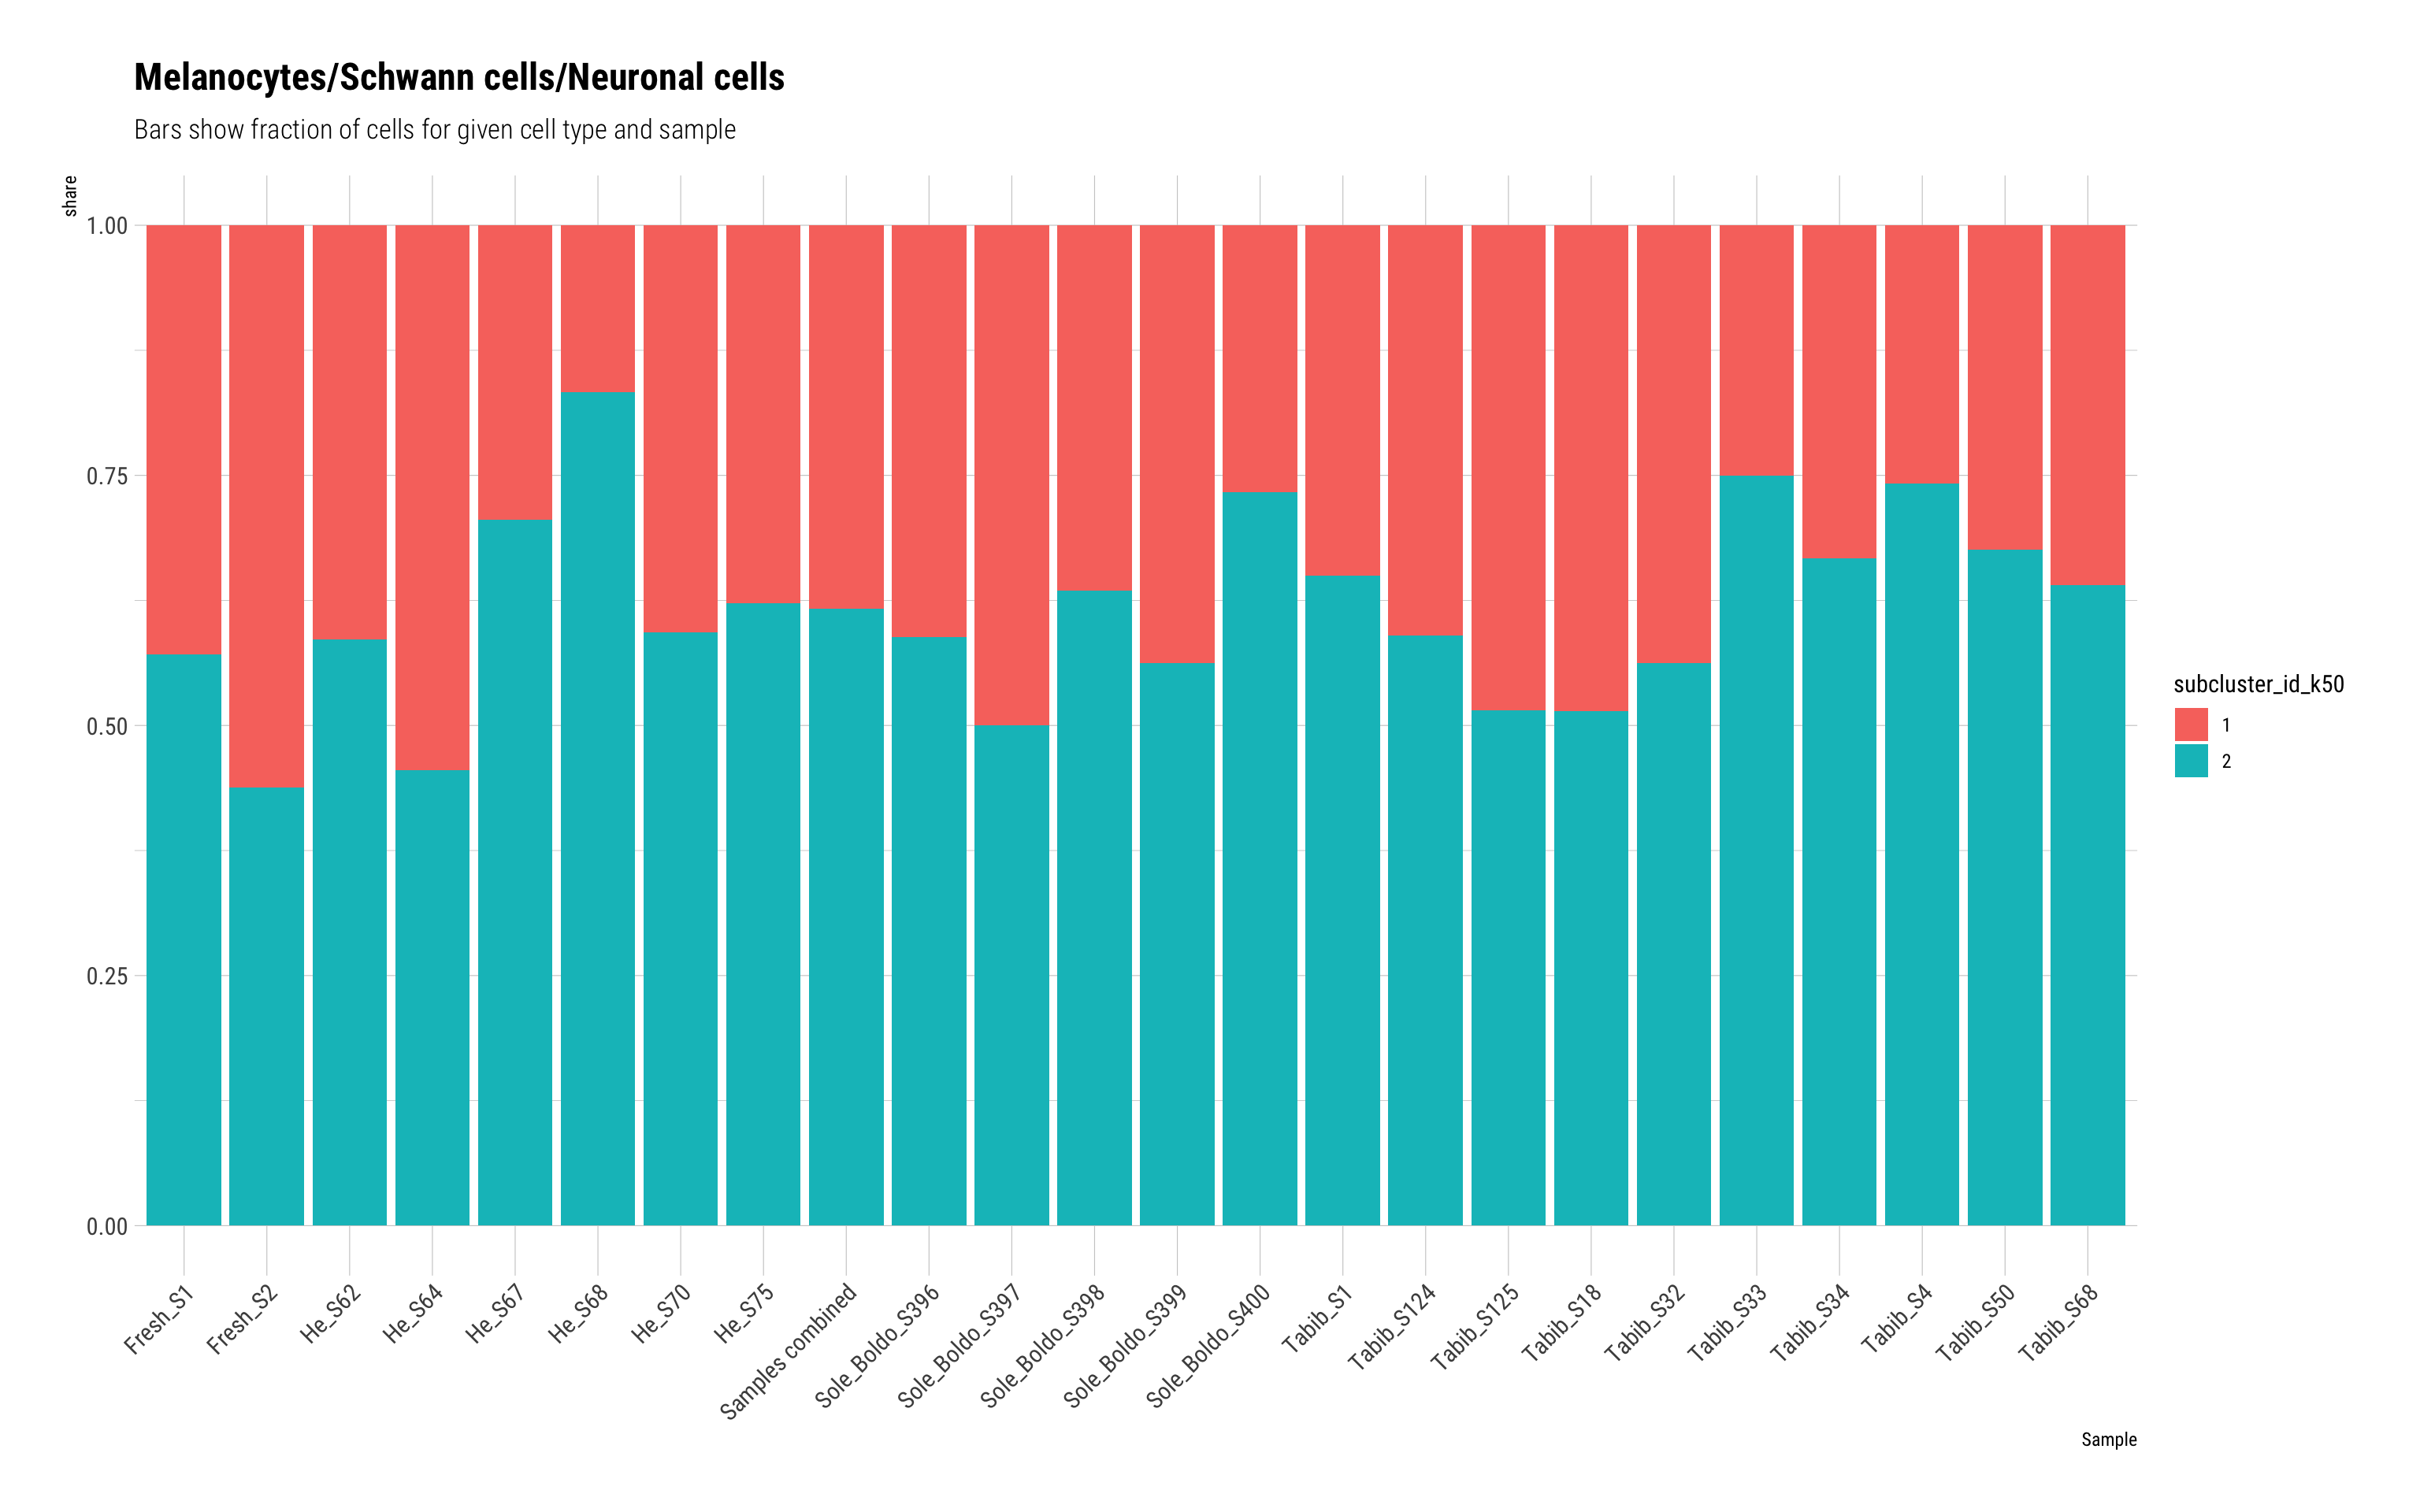 Melanocytes/Schwann cells/Neuronal cells
Bars show fraction of cells for given cell type and sample
share
1.00
0.75
0.50
0.25
0.00
Fresh_S1
Fresh_S2
He_S62
He_S64
He_S67
He_S68
He_S70
He_S75
Samples combined
Sole_Boldo_S396
Sole_Boldo_S397
Sole_Boldo_S398
Sole_Boldo_S399
Sole_Boldo_S400
Tabib_S1
Tabib_S124
Tabib_S125
Tabib_S18
Tabib_S32
Tabib_S33
Tabib_S34
Tabib_S4
Tabib_S50
Tabib_S68
Sample
subcluster_id_k50
1
2